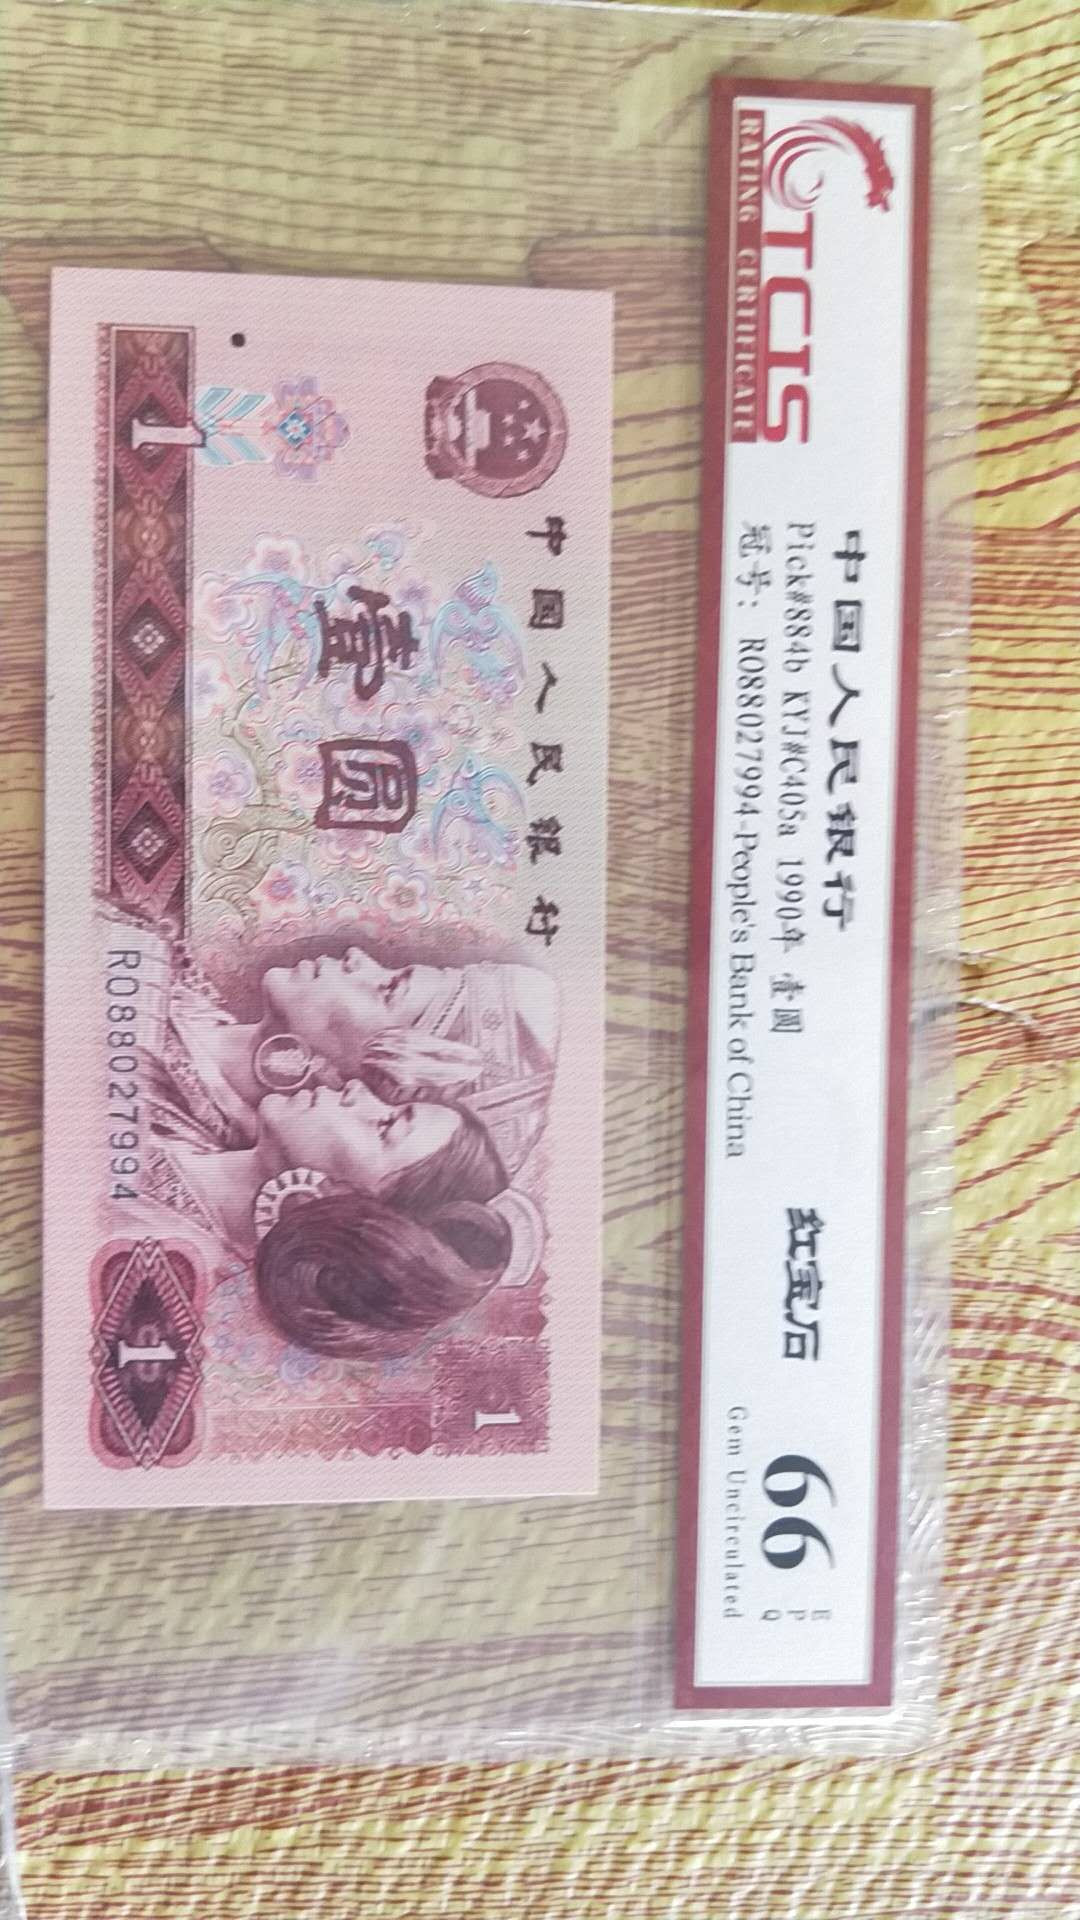 TCIS
RATING CERTIFICATE
中国人民银行
Pick#884b KYJ#C405a 1990年 壹圆
冠号： RO88027994-People's Bank of China
红宝石
66
EPQ
Gem Uncirculated
中国人民银行
壹圆
1
RO88027994
1
1